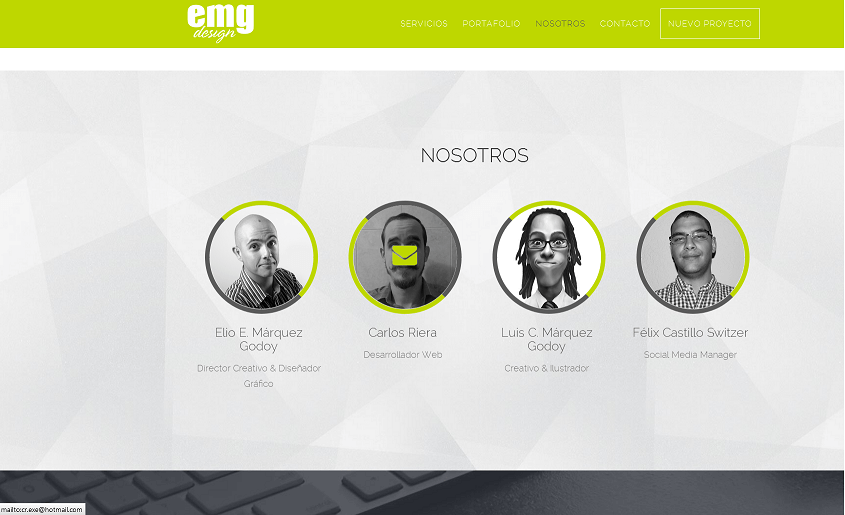 emg
design
SERVICIOS PORTAFOLIO NOSOTROS CONTACTO NUEVO PROYECTO
NOSOTROS
Elio E. Márquez
Godoy
Director Creativo & Diseñador
Gráfico
Carlos Riera
Desarrollador Web
Luis C. Márquez
Godoy
Creativo & Ilustrador
Félix Castillo Switzer
Social Media Manager
mailto:cr.exe@hotmail.com